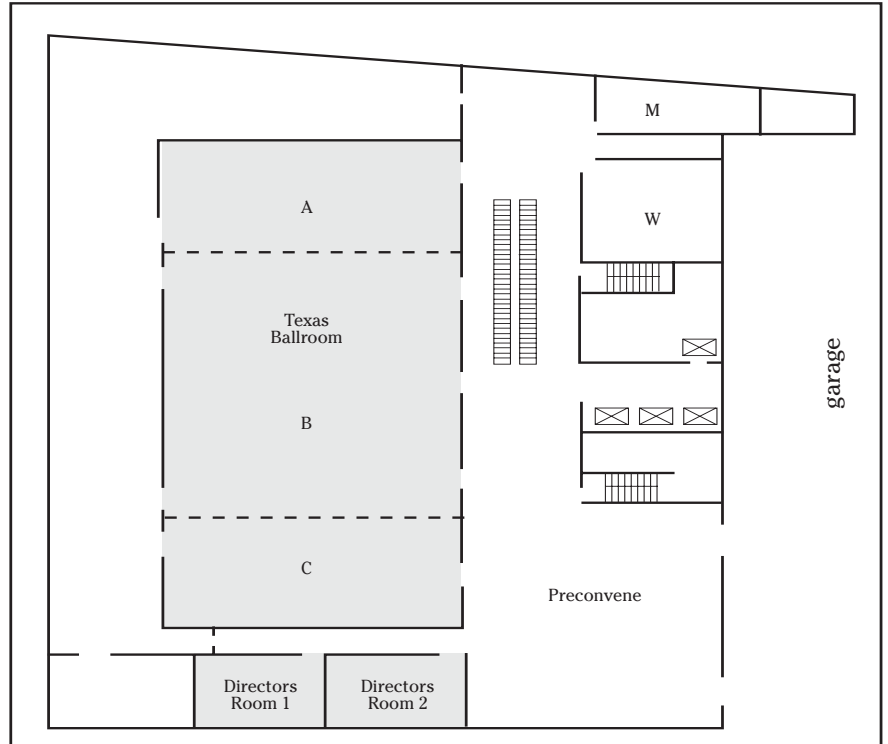 M
A
W
Texas
Ballroom
garage
B
C
Preconvene
Directors
Room 1
Directors
Room 2